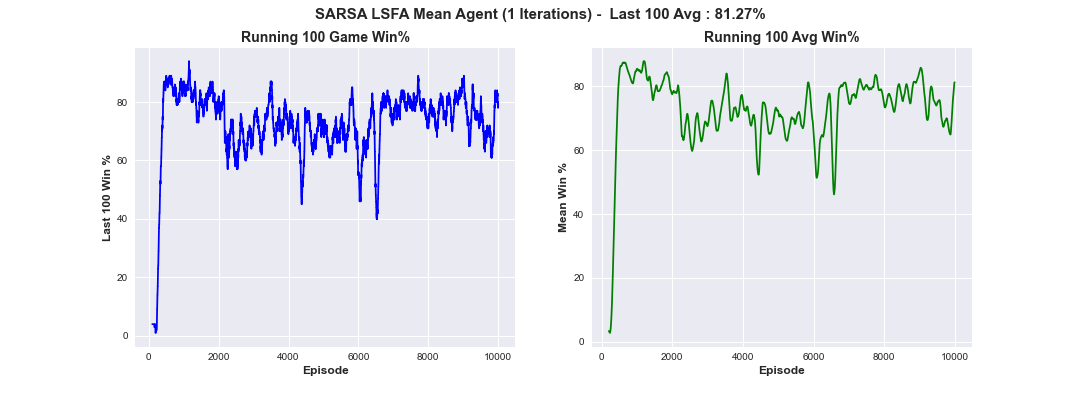 SARSA LSFA Mean Agent (1 Iterations) -  Last 100 Avg : 81.27%
Running 100 Game Win%
Last 100 Win %
80
60
40
20
0
0 2000 4000 6000 8000 10000
Episode
Running 100 Avg Win%
Mean Win %
80
60
40
20
0
0 2000 4000 6000 8000 10000
Episode